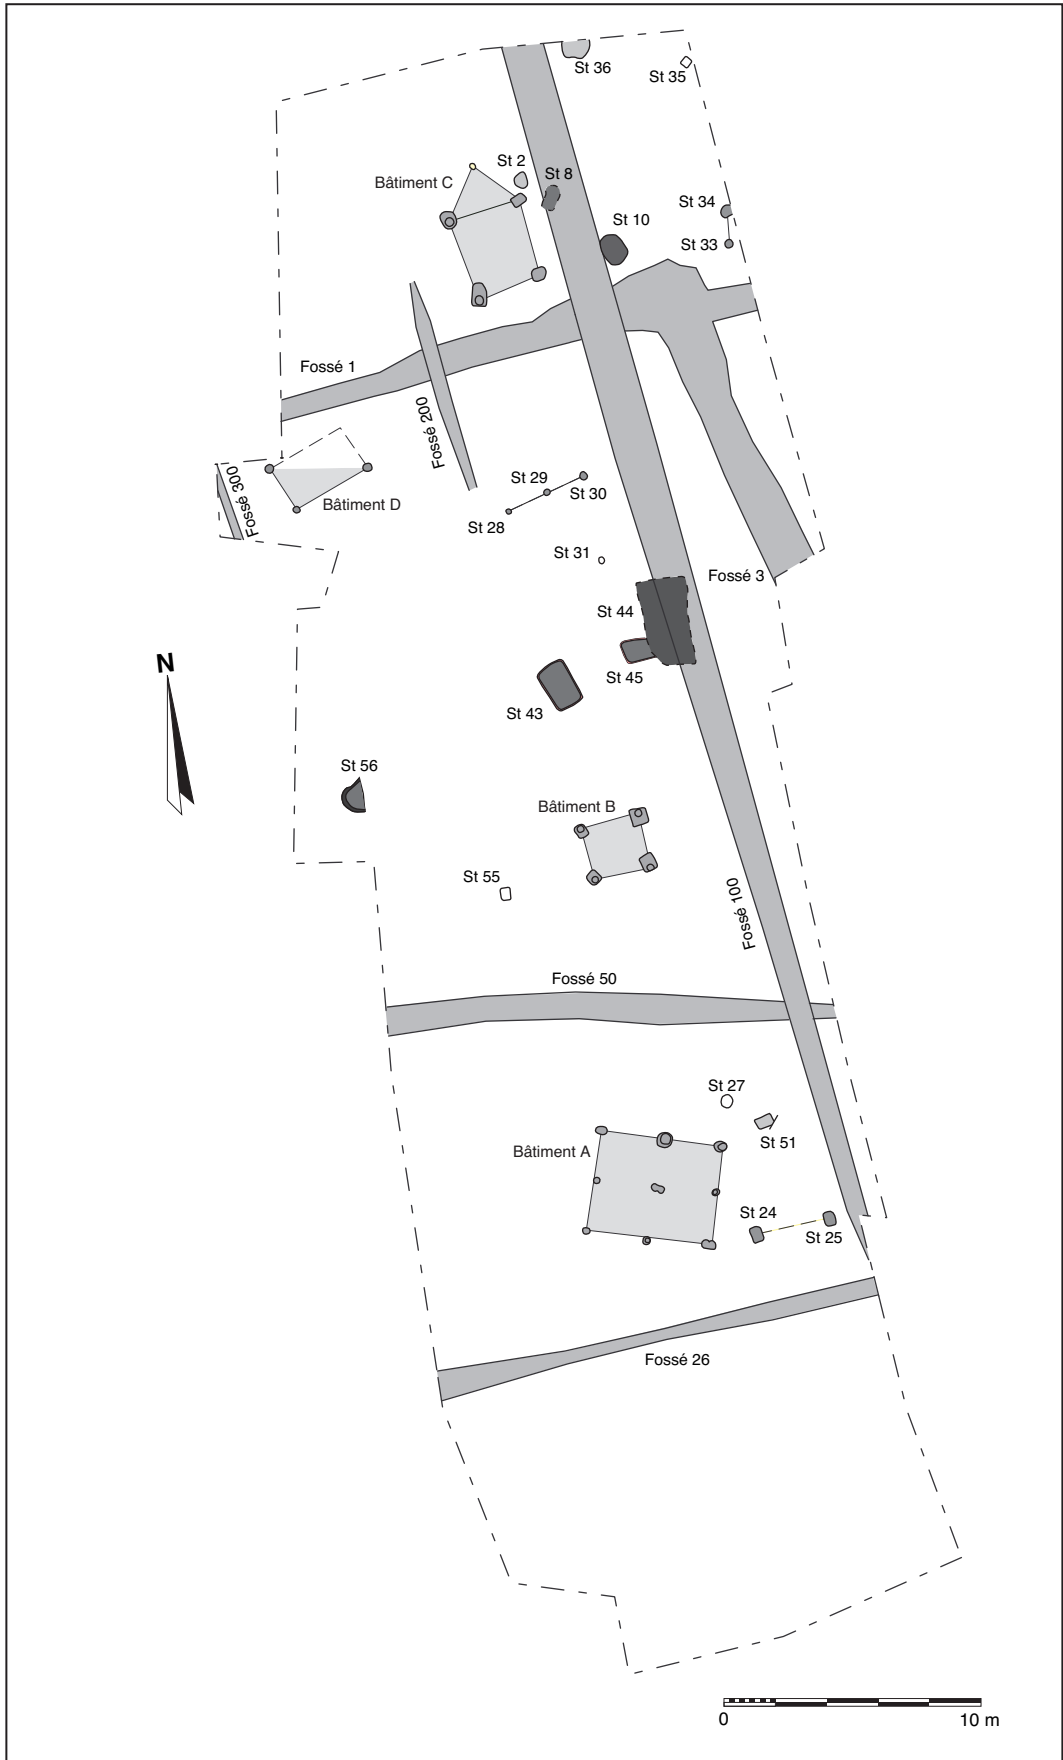 St 36
St 35
St 2
St 8
Bâtiment C
St 34
St 10
St 33
Fossé 1
Fossé 200
Fossé 300
St 29
St 30
Bâtiment D
St 28
St 31
Fossé 3
St 44
N
St 45
St 43
St 56
Bâtiment B
St 55
Fossé 100
Fossé 50
St 27
St 51
Bâtiment A
St 24
St 25
Fossé 26
0 10 m